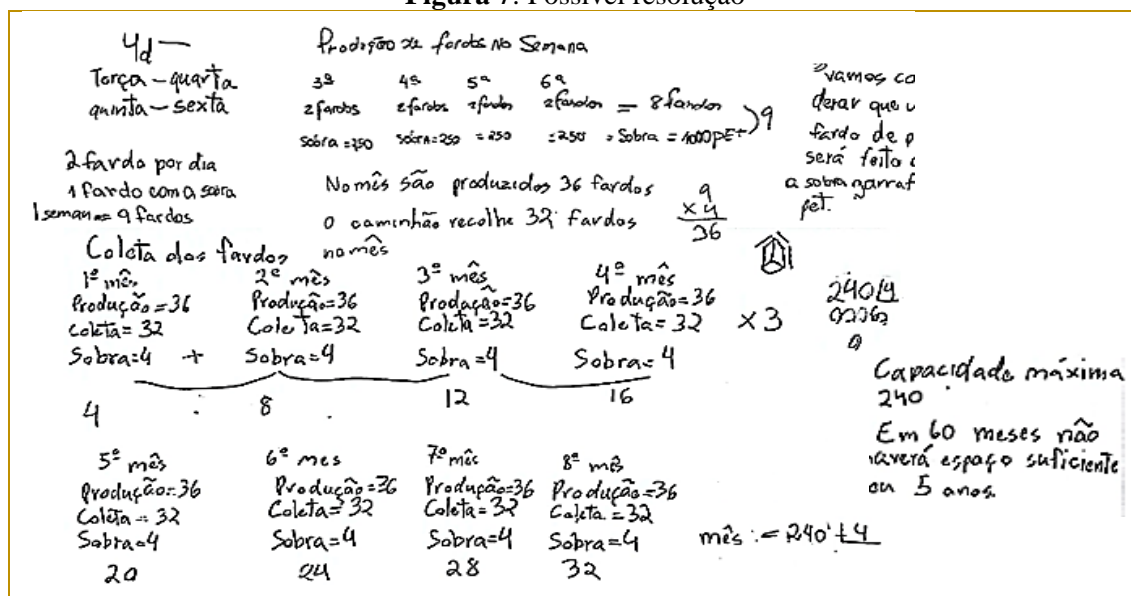 Figura 7: Possível resolução
4d —
Terça - quarta
quinta - sexta
2 fardo por dia
1 fardo com a sobra
1 semana = 9 fardos
Produção de fardos na Semana
3ª 4ª 5ª 6ª
2 fardos 2 fardos 2 fardos 2 fardos = 8 fardos
Sobra = 250 Sobra = 250 = 250 = 250 = Sobra = 1000 PET
9
No mês são produzidos 36 fardos
o caminhão recolhe 32 fardos
no mês
9
x 4
36
vamos co
derar que u
fardo de p
será feito
a sobra garraf
pet.
Coleta dos fardos
1º mês 2º mês 3º mês 4º mês
Produção = 36 Produção = 36 Produção = 36 Produção = 36
coleta = 32 Coleta = 32 Coleta = 32 Coleta = 32 x 3
Sobra = 4 + Sobra = 4 Sobra = 4 Sobra = 4
4 8 12 16
240 4
0
Capacidade máxima
240
Em 60 meses não
haverá espaço suficiente
ou 5 anos.
5º mês 6º mes 7º mês 8º mês
Produção = 36 Produção = 36 Produção = 36 Produção = 36
Coleta = 32 Coleta = 32 Coleta = 32 Coleta = 32
Sobra = 4 Sobra = 4 Sobra = 4 Sobra = 4
20 24 28 32
mês = 240 ÷ 4